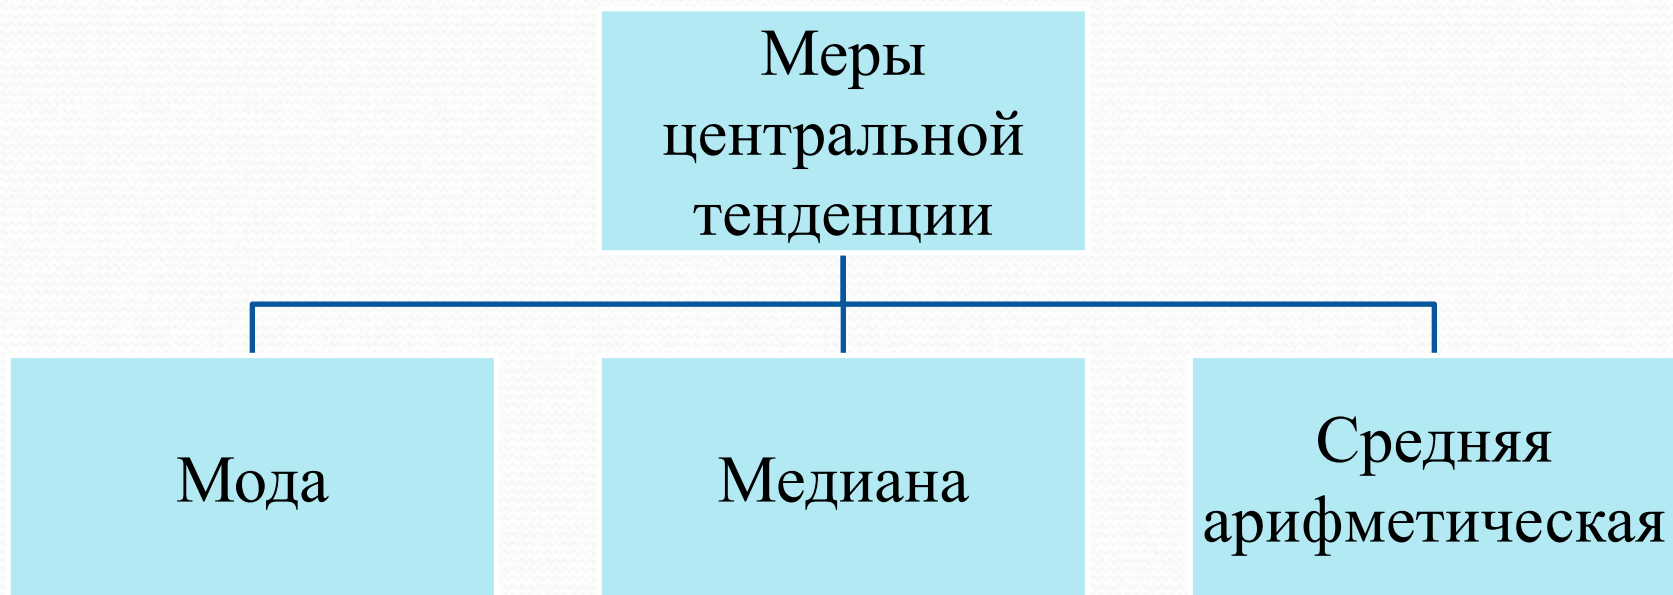 Меры
центральной
тенденции
Мода
Медиана
Средняя
арифметическая